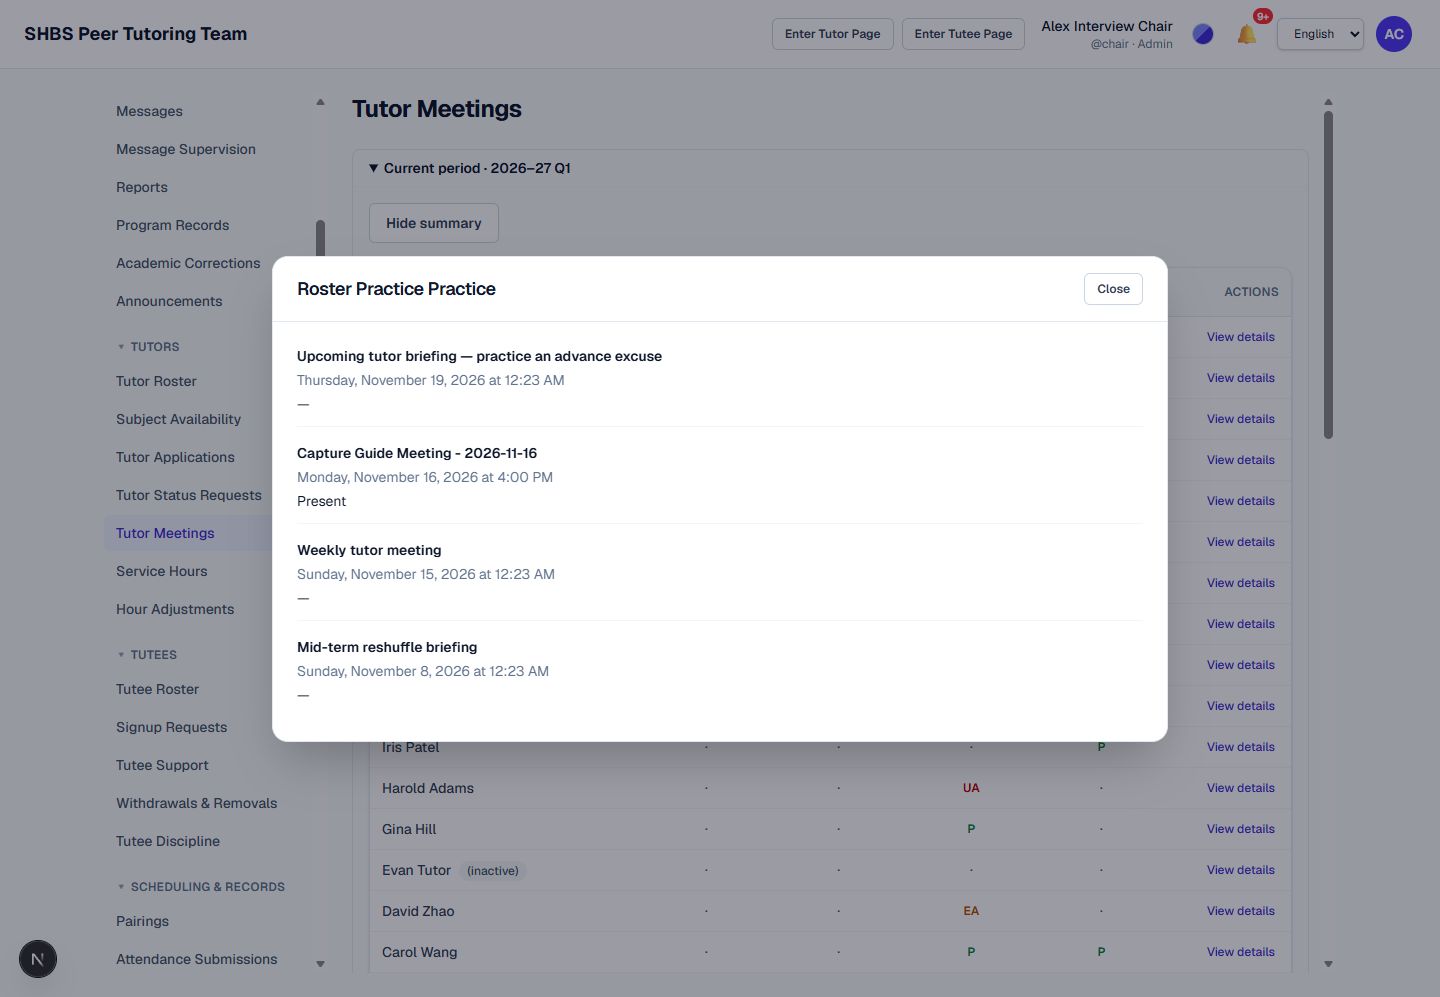 SHBS Peer Tutoring Team
Enter Tutor Page
Enter Tutee Page
Alex Interview Chair
@chair · Admin
9+
English
AC
Messages
Message Supervision
Reports
Program Records
Academic Corrections
Announcements
▼ TUTORS
Tutor Roster
Subject Availability
Tutor Applications
Tutor Status Requests
Tutor Meetings
Service Hours
Hour Adjustments
▼ TUTEES
Tutee Roster
Signup Requests
Tutee Support
Withdrawals & Removals
Tutee Discipline
▼ SCHEDULING & RECORDS
Pairings
Attendance Submissions
N
Tutor Meetings
▼ Current period · 2026–27 Q1
Hide summary
ACTIONS
View details
View details
View details
View details
View details
View details
View details
View details
View details
View details
Roster Practice Practice
Close
Upcoming tutor briefing — practice an advance excuse
Thursday, November 19, 2026 at 12:23 AM
—
Capture Guide Meeting - 2026-11-16
Monday, November 16, 2026 at 4:00 PM
Present
Weekly tutor meeting
Sunday, November 15, 2026 at 12:23 AM
—
Mid-term reshuffle briefing
Sunday, November 8, 2026 at 12:23 AM
—
Iris Patel · · · P View details
Harold Adams · · UA · View details
Gina Hill · · P · View details
Evan Tutor (inactive) · · · · View details
David Zhao · · EA · View details
Carol Wang · · P P View details